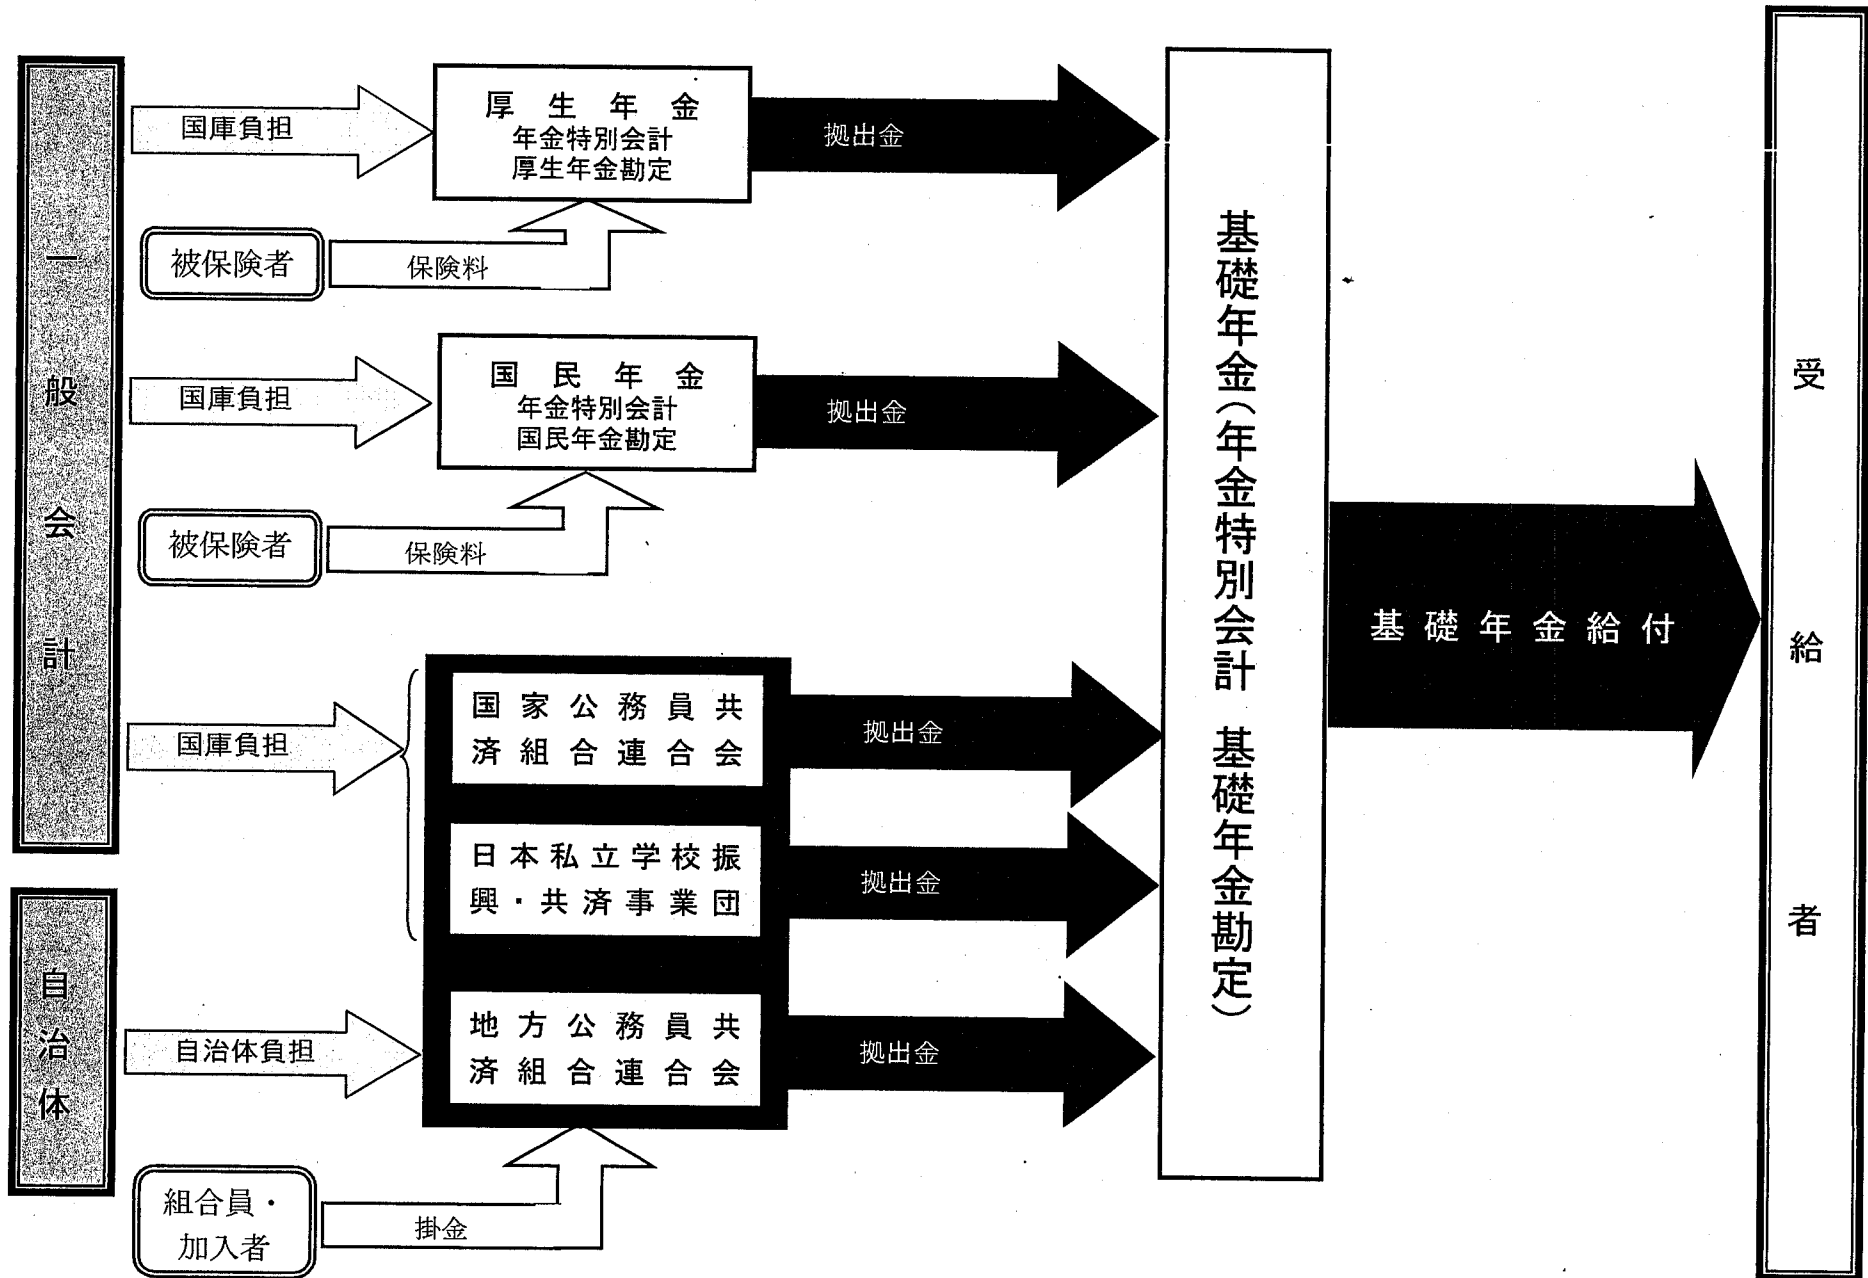 一般会計
国庫負担
厚生年金
年金特別会計
厚生年金勘定
拠出金
被保険者
保険料
国庫負担
国民年金
年金特別会計
国民年金勘定
拠出金
被保険者
保険料
国庫負担
国家公務員共
済組合連合会
拠出金
日本私立学校振
興・共済事業団
拠出金
自治体
自治体負担
地方公務員共
済組合連合会
拠出金
組合員・
加入者
掛金
基礎年金(年金特別会計 基礎年金勘定)
基礎年金給付
受給者